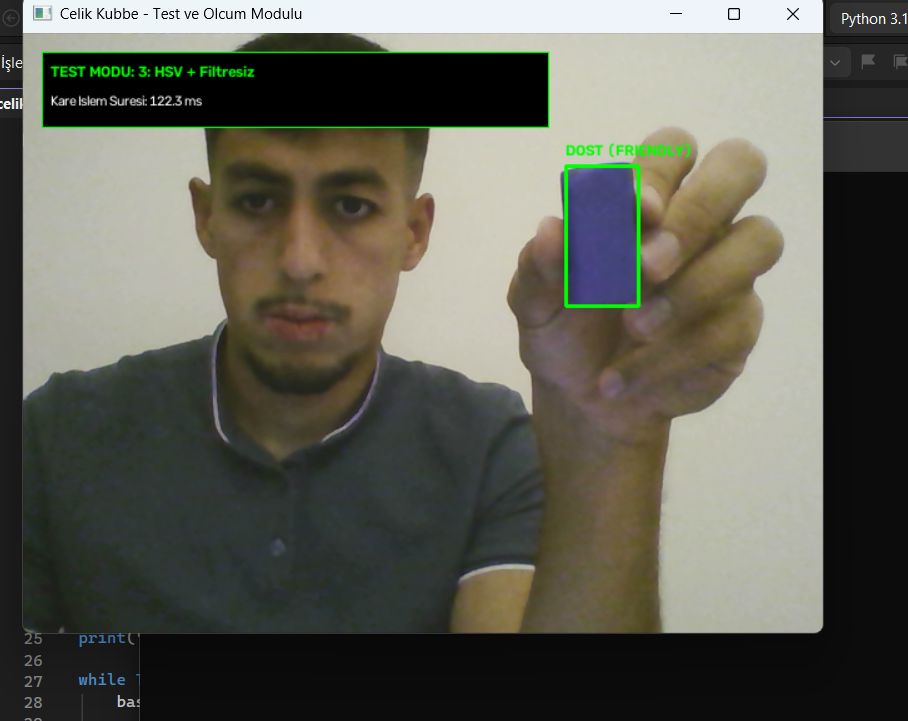 Celik Kubbe - Test ve Olcum Modulu
Python 3.1
İşle
celik
TEST MODU: 3: HSV + Filtresiz
Kare Islem Suresi: 122.3 ms
DOST (FRIENDLY)
25 print(
26
27 while
28 bas